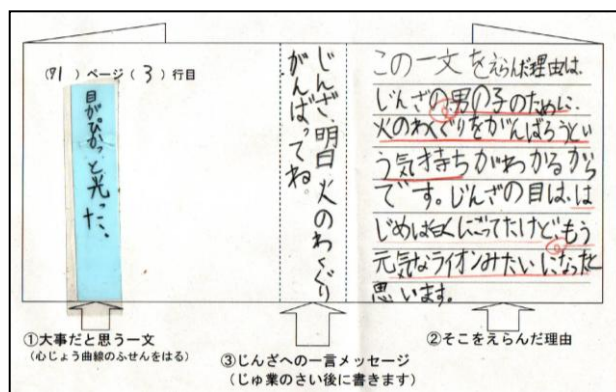 (91)ページ(3)行目
目がぴかっと光った。
じんざ、明日火のわくぐり
がんばってね。
この一文をえらんだ理由は、
じんざの男の子のために、
火のわくぐりをがんばろうとい
う気持ちがわかるから
です。じんざの目は、は
じめは白くにごってたけど、もう
元気なライオンみたいになったと
思います。
①大事だと思う一文
(心じょう曲線のふせんをはる)
③じんざへの一言メッセージ
(じゅ業のさい後に書きます)
②そこをえらんだ理由